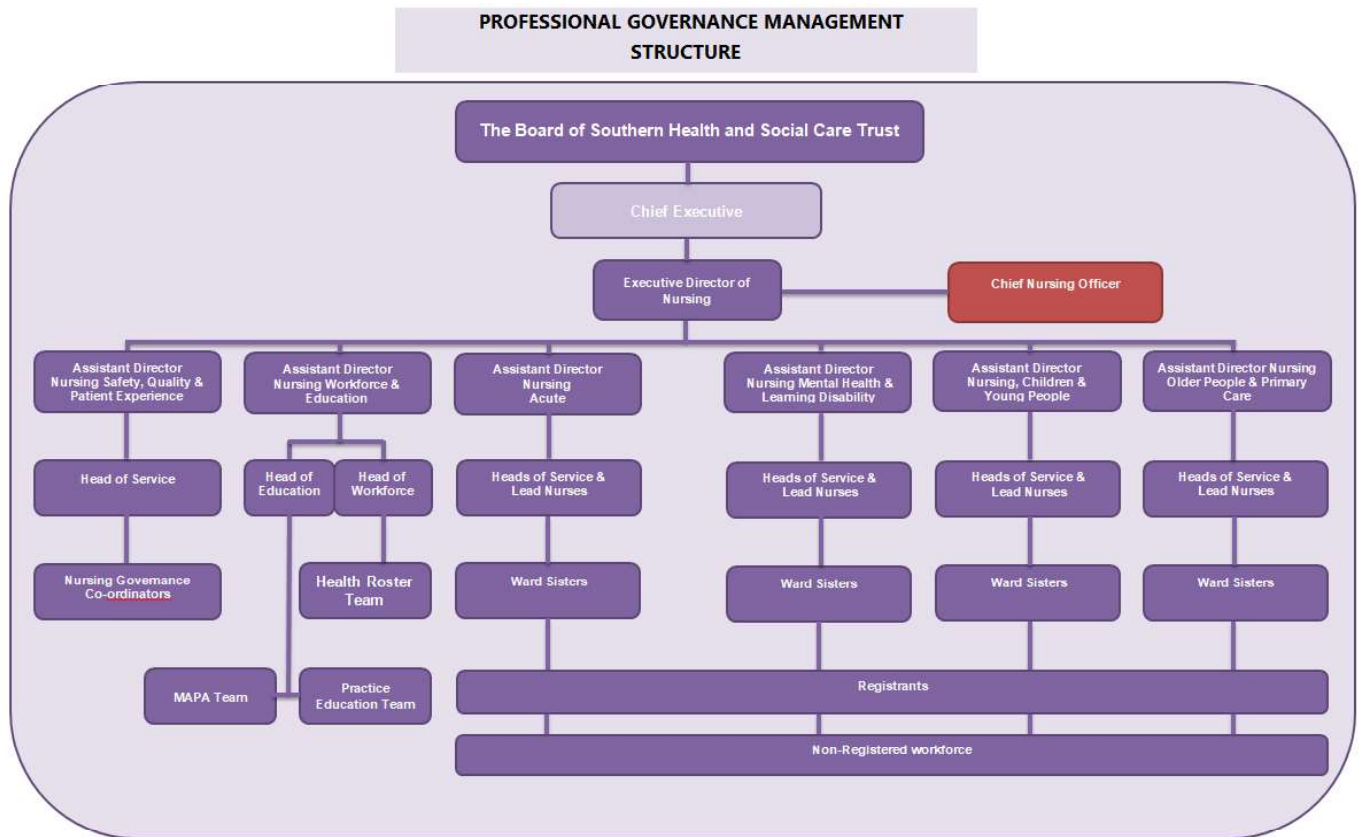 PROFESSIONAL GOVERNANCE MANAGEMENT
STRUCTURE
The Board of Southern Health and Social Care Trust
Chief Executive
Executive Director of
Nursing
Chief Nursing Officer
Assistant Director
Nursing Safety, Quality &
Patient Experience
Assistant Director
Nursing Workforce &
Education
Assistant Director
Nursing
Acute
Assistant Director
Nursing Mental Health &
Learning Disability
Assistant Director
Nursing, Children &
Young People
Assistant Director Nursing
Older People & Primary
Care
Head of Service
Head of
Education
Head of
Workforce
Heads of Service &
Lead Nurses
Heads of Service &
Lead Nurses
Heads of Service &
Lead Nurses
Heads of Service &
Lead Nurses
Nursing Governance
Co-ordinators
Health Roster
Team
Ward Sisters
Ward Sisters
Ward Sisters
Ward Sisters
MAPA Team
Practice
Education Team
Registrants
Non-Registered workforce